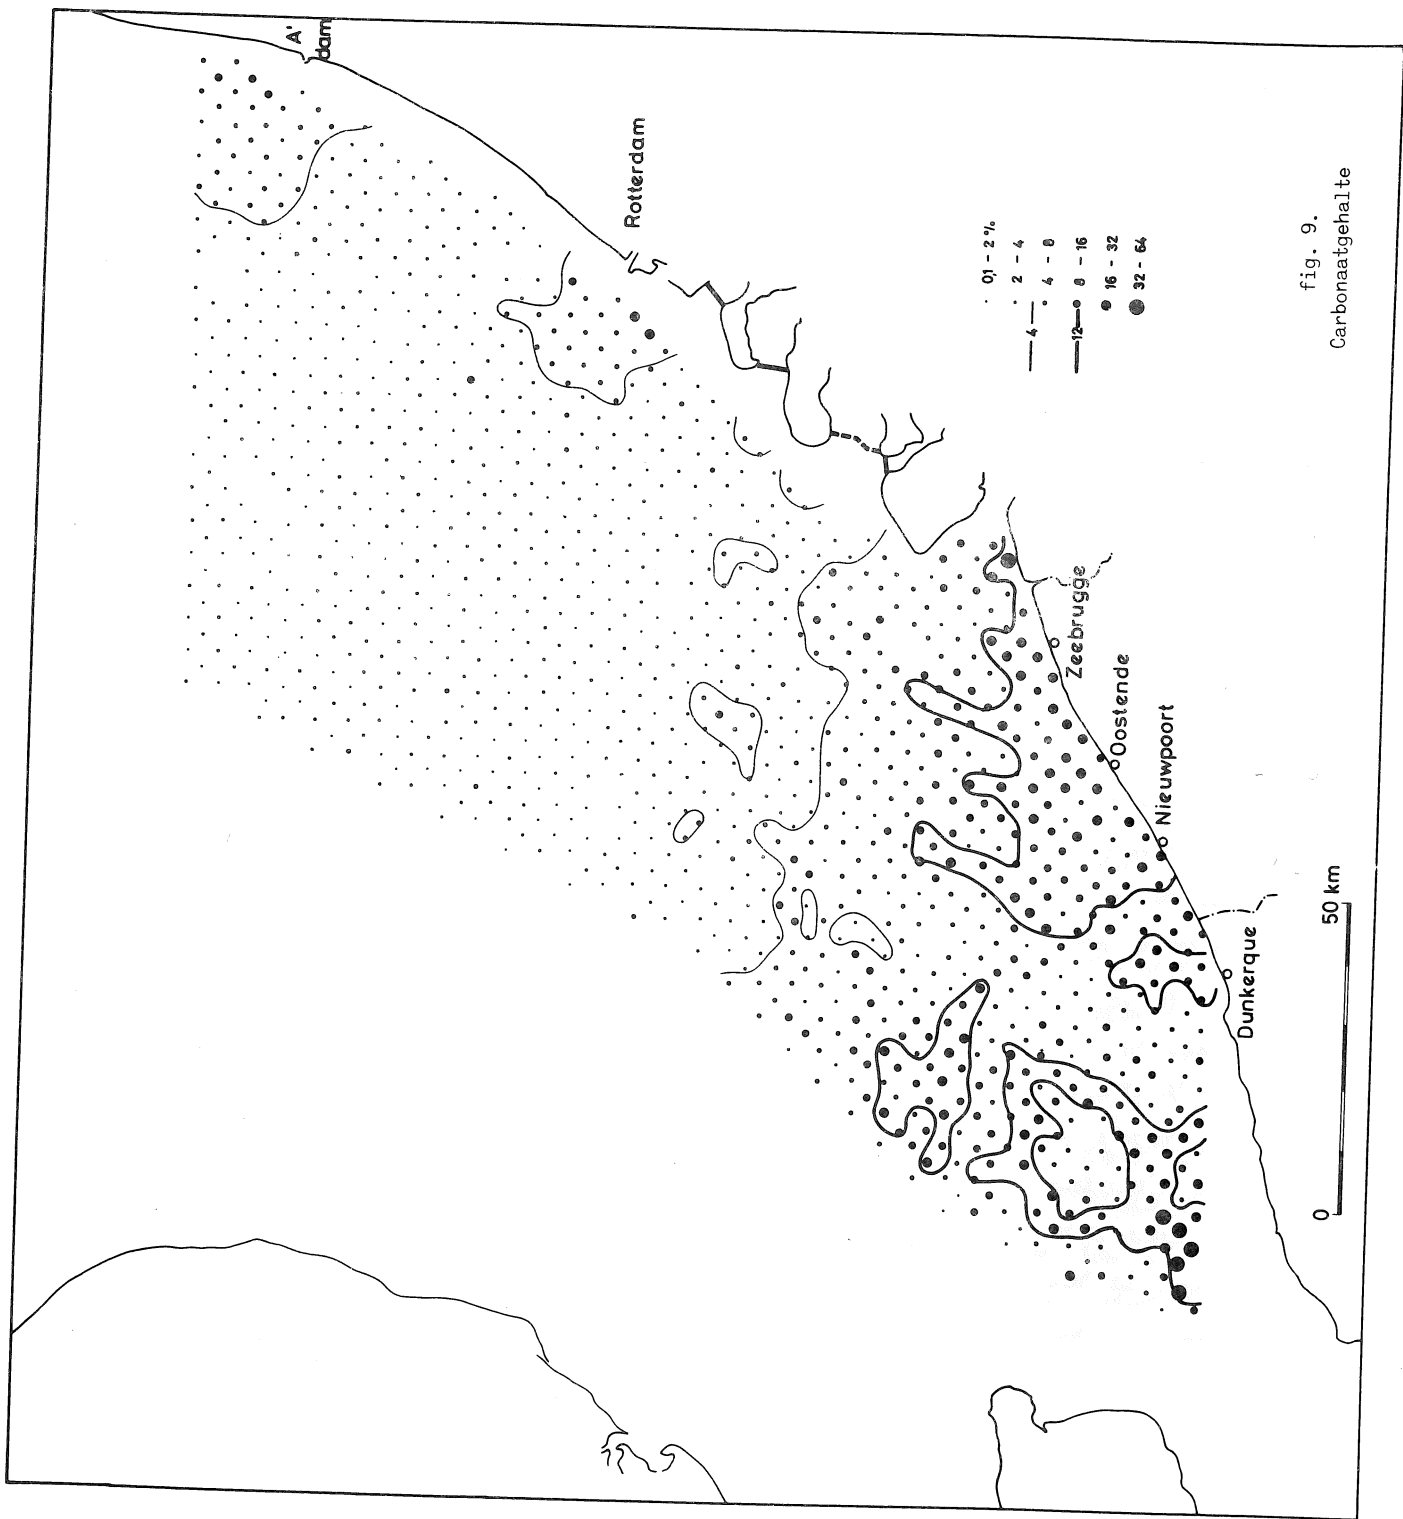 A'
dam
Rotterdam
Zeebrugge
Oostende
Nieuwpoort
Dunkerque
0,1 - 2 %
2 - 4
4
4 - 8
12
8 - 16
16 - 32
32 - 64
0 50 km
fig. 9.
Carbonaatgehalte